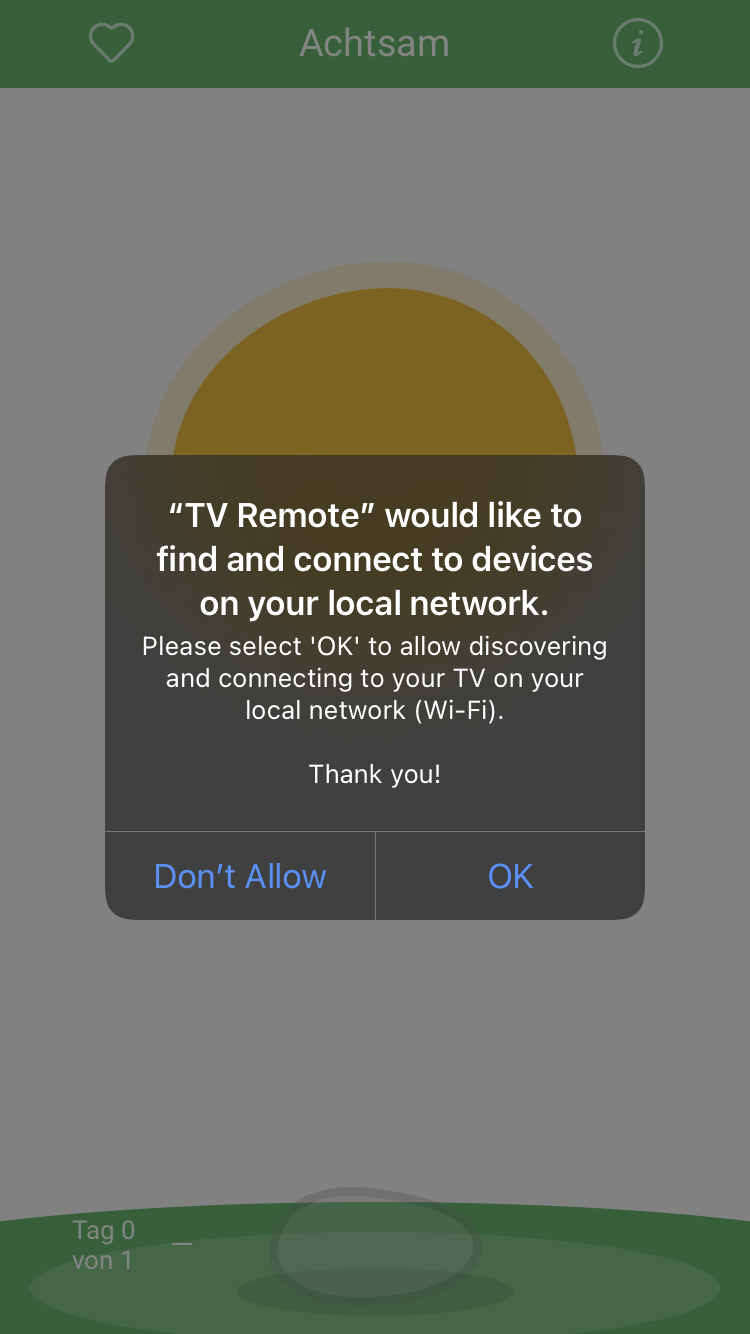 Achtsam
“TV Remote” would like to
find and connect to devices
on your local network.
Please select 'OK' to allow discovering
and connecting to your TV on your
local network (Wi-Fi).
Thank you!
Don’t Allow
OK
Tag 0
von 1